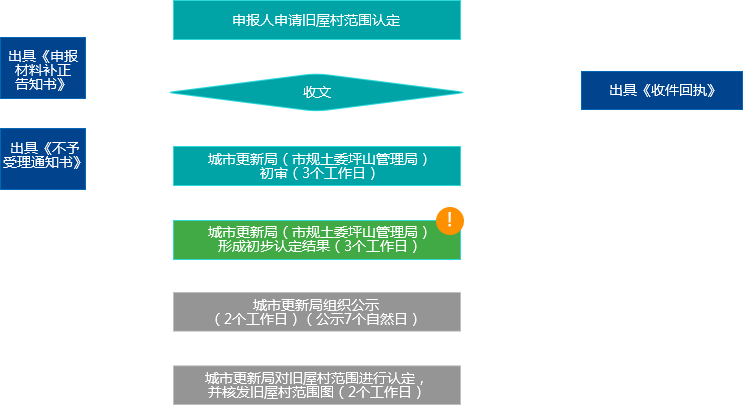 申报人申请旧屋村范围认定
出具《申报
材料补正
告知书》
收文
出具《收件回执》
出具《不予
受理通知书》
城市更新局（市规土委坪山管理局）
初审（3个工作日）
!
城市更新局（市规土委坪山管理局）
形成初步认定结果（3个工作日）
城市更新局组织公示
（2个工作日）（公示7个自然日）
城市更新局对旧屋村范围进行认定，
并核发旧屋村范围图（2个工作日）